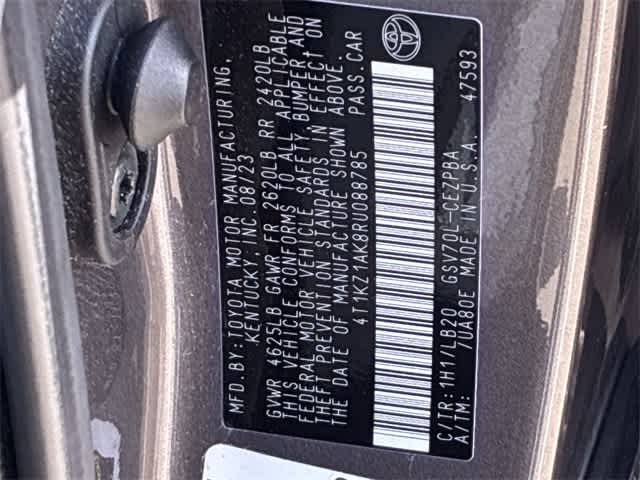 MFD. BY: TOYOTA MOTOR MANUFACTURING,
KENTUCKY, INC. 08/23
GVWR 4625LB GAWR FR 2620LB RR 2420LB
THIS VEHICLE CONFORMS TO ALL APPLICABLE
FEDERAL MOTOR VEHICLE SAFETY, BUMPER, AND
THEFT PREVENTION STANDARDS IN EFFECT ON
THE DATE OF MANUFACTURE SHOWN ABOVE.
4T1KZ1AK8RU088785 PASS. CAR
C/TR: 1H1/LB20 GSV70L-CEZPBA
A/TM: /UA80E MADE IN U.S.A. 47593